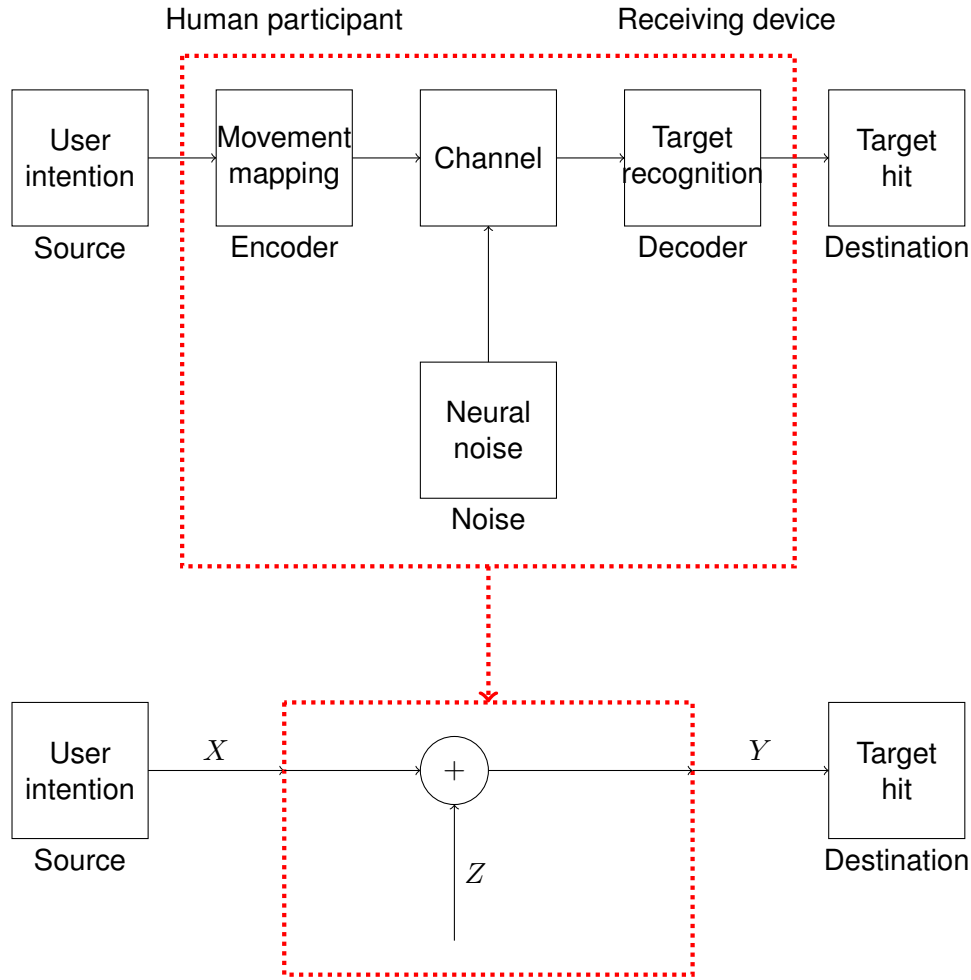 Human participant
Receiving device
User
intention
Movement
mapping
Channel
Target
recognition
Target
hit
Source
Encoder
Decoder
Destination
Neural
noise
Noise
User
intention
X
+
Y
Target
hit
Source
Z
Destination